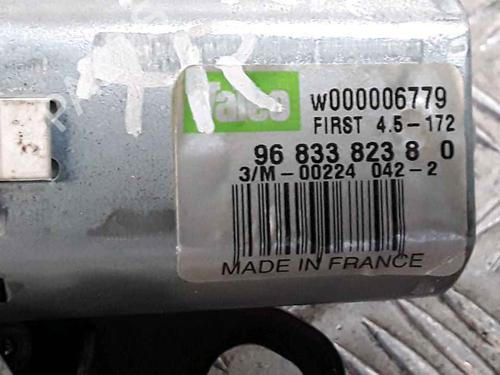 Valeo
w000006779
FIRST 4.5-172
96 833 823 8 0
3/M-00224 042-2
MADE IN FRANCE